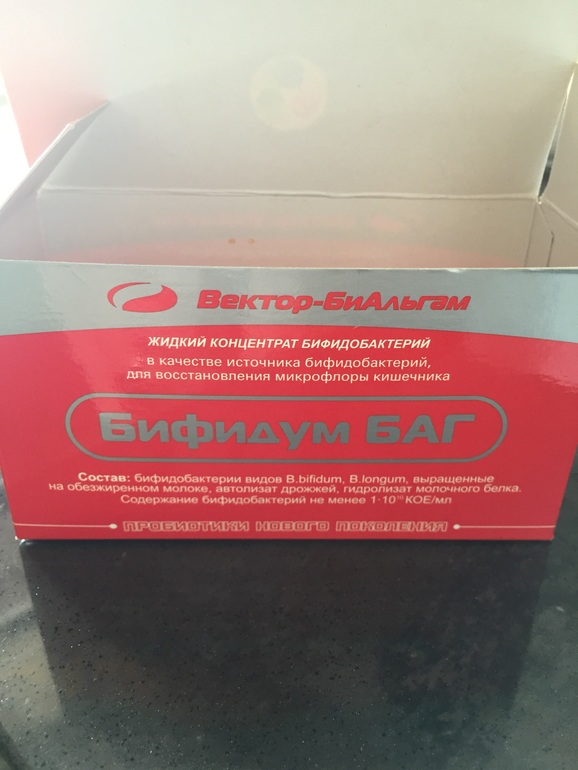 Вектор-БиАльгам
ЖИДКИЙ КОНЦЕНТРАТ БИФИДОБАКТЕРИЙ
в качестве источника бифидобактерий,
для восстановления микрофлоры кишечника
Бифидум БАГ
Состав: бифидобактерии видов B.bifidum, B.longum, выращенные
на обезжиренном молоке, автолизат дрожжей, гидролизат молочного белка.
Содержание бифидобактерий не менее 1·10¹⁰ КОЕ/мл
ПРОБИОТИКИ НОВОГО ПОКОЛЕНИЯ